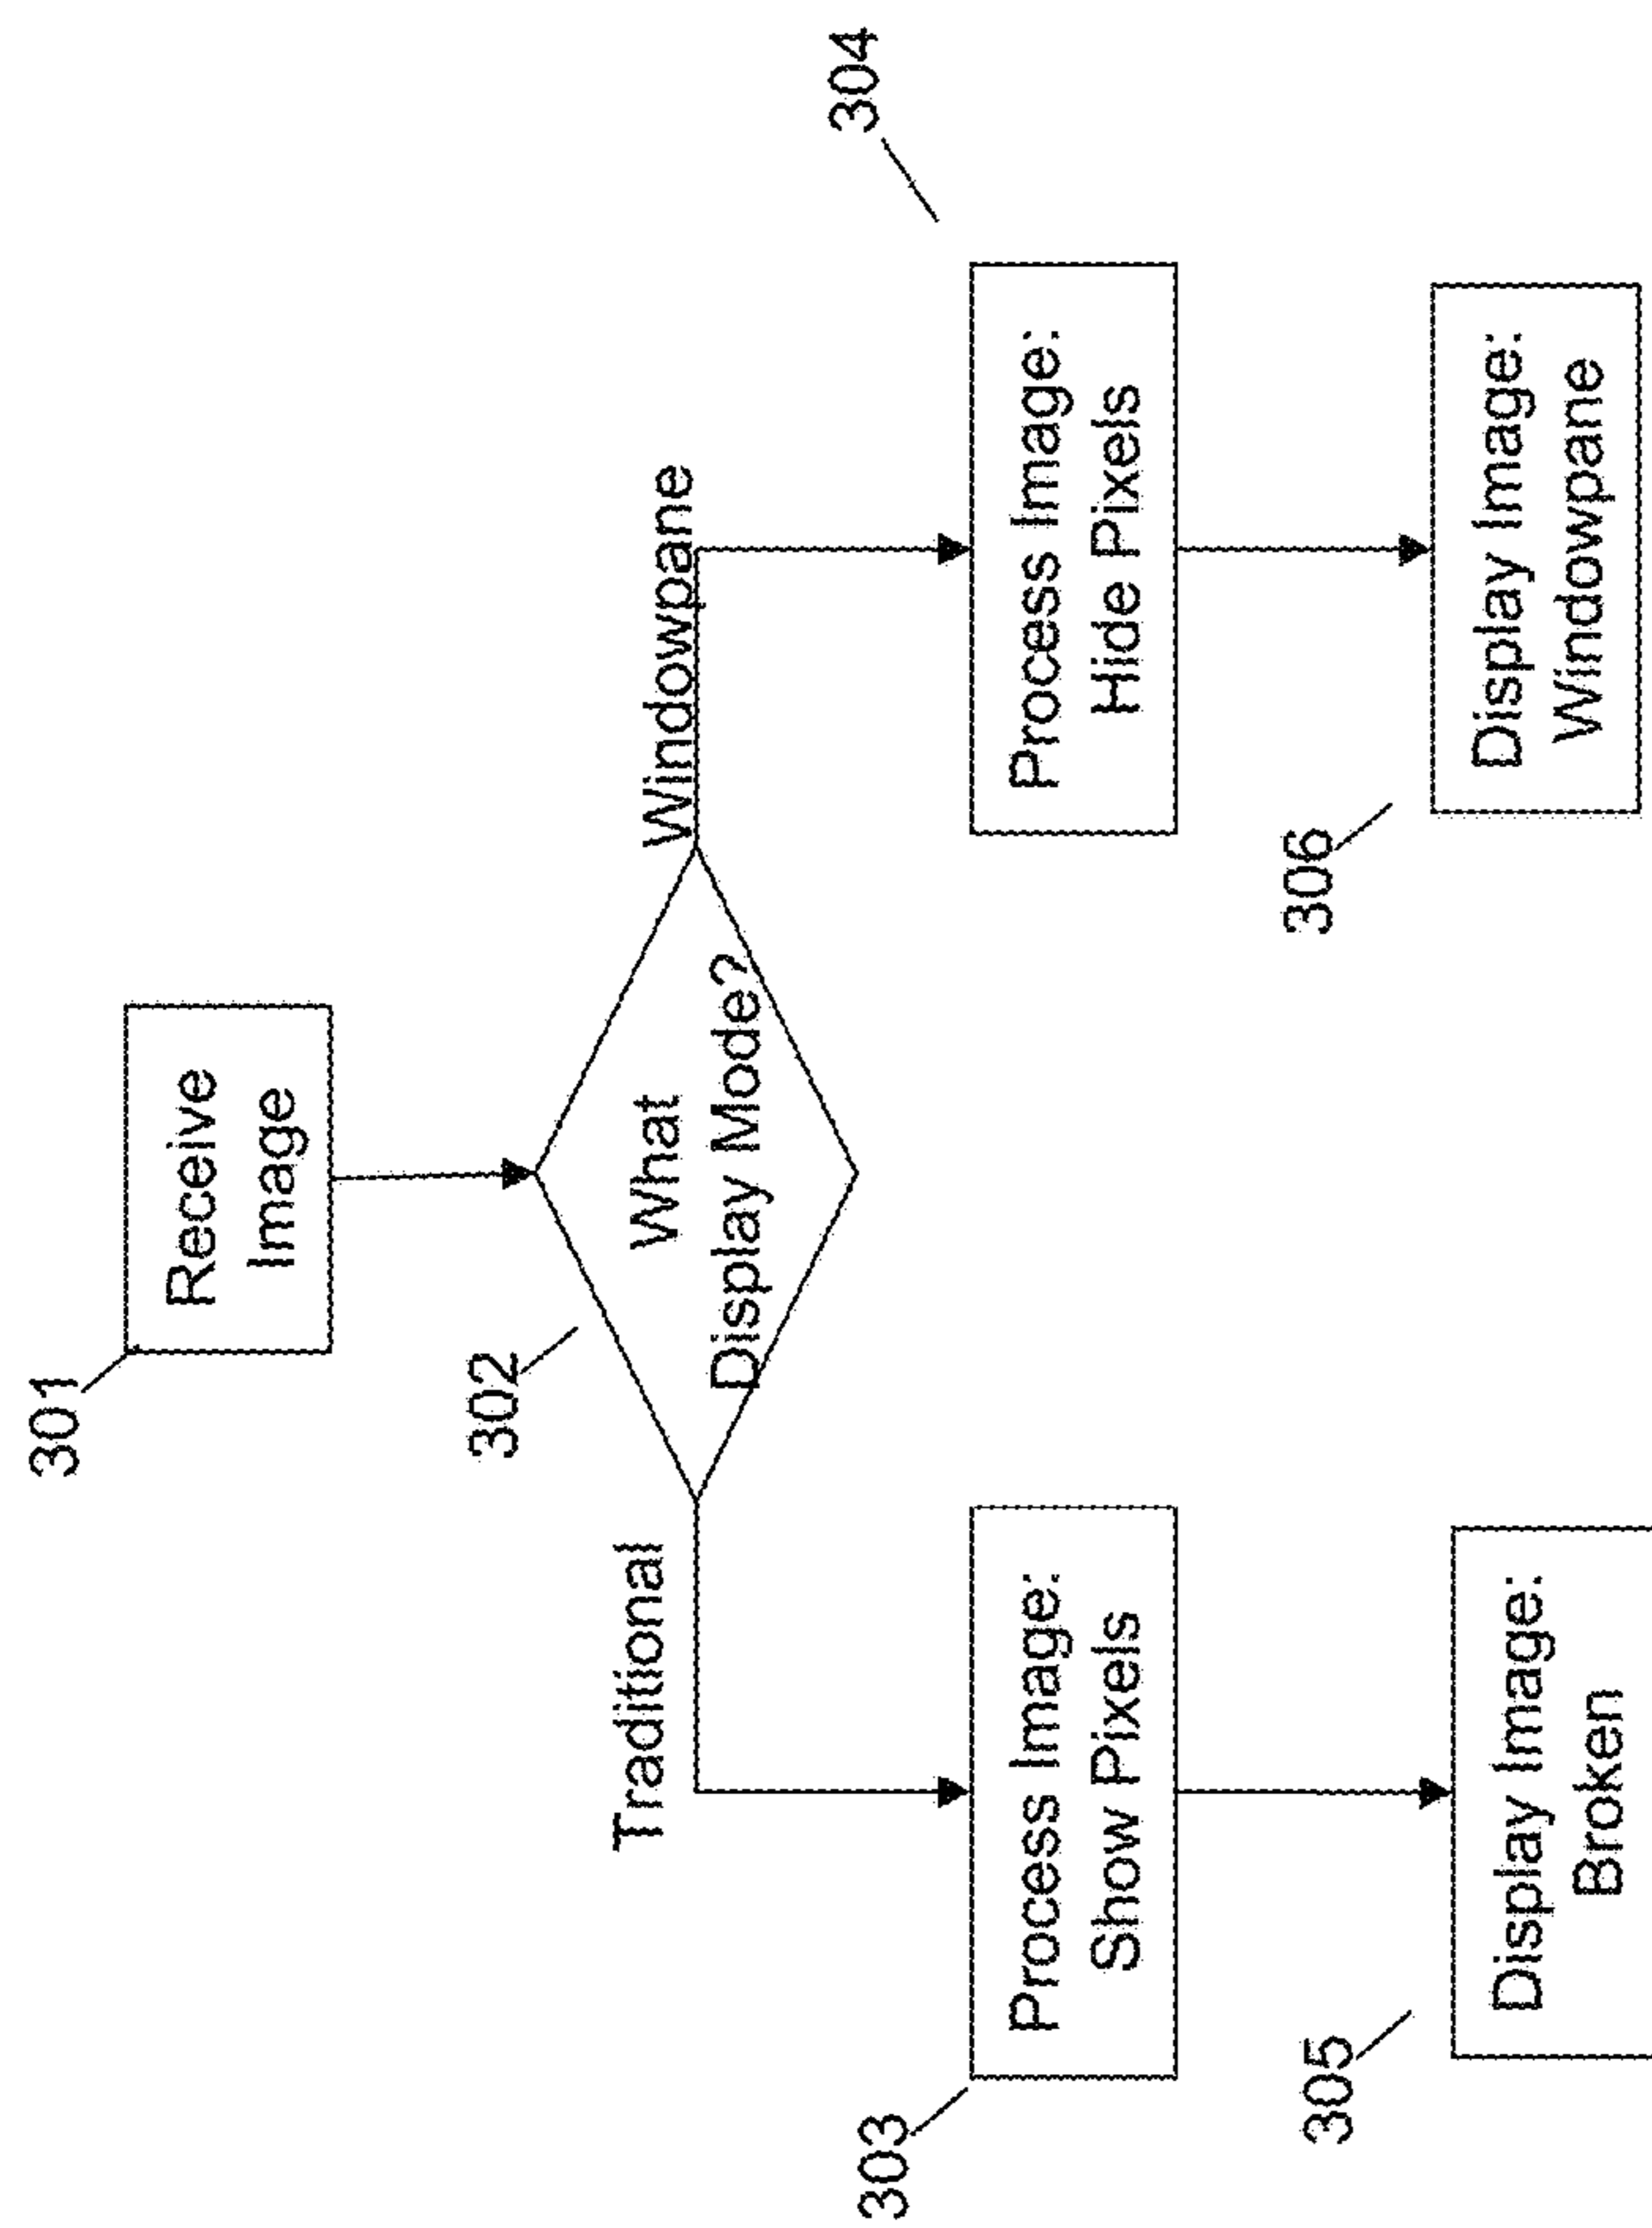 301
Receive
Image
302
What
Display Mode?
Traditional
Windowpane
303
Process Image:
Show Pixels
304
Process Image:
Hide Pixels
305
Display Image:
Broken
306
Display Image:
Windowpane